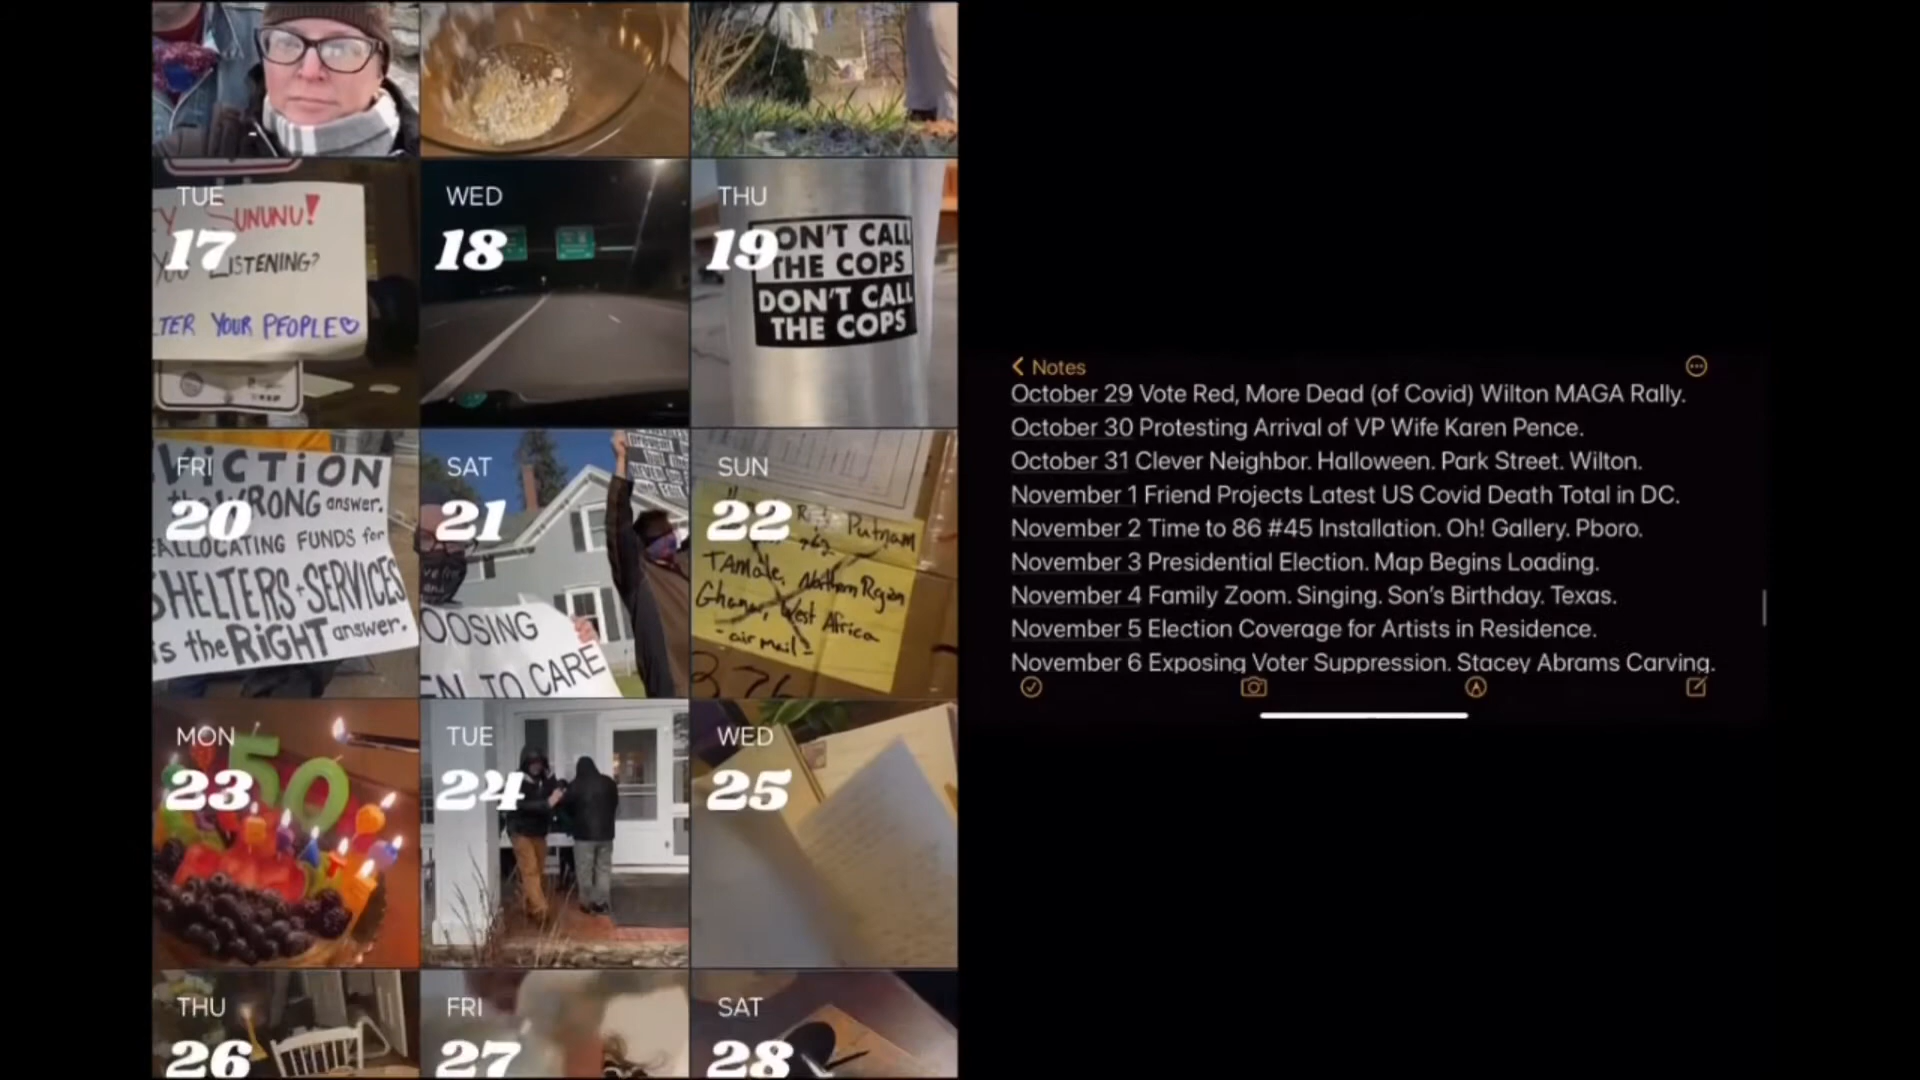 TUE
17
SUNUNU!
LISTENING?
YOUR PEOPLE
WED
18
THU
19
DON'T CALL
THE COPS
DON'T CALL
THE COPS
FRI
20
the WRONG answer.
FUNDS for
SHELTERS + SERVICES
is the RIGHT answer.
SAT
21
TO CARE
SUN
22
Putnam
TAmale, Northern Region
Ghana, West Africa
- air mail -
MON
23
50
TUE
24
WED
25
THU
26
FRI
27
SAT
28
Notes
October 29 Vote Red, More Dead (of Covid) Wilton MAGA Rally.
October 30 Protesting Arrival of VP Wife Karen Pence.
October 31 Clever Neighbor. Halloween. Park Street. Wilton.
November 1 Friend Projects Latest US Covid Death Total in DC.
November 2 Time to 86 #45 Installation. Oh! Gallery. Pboro.
November 3 Presidential Election. Map Begins Loading.
November 4 Family Zoom. Singing. Son's Birthday. Texas.
November 5 Election Coverage for Artists in Residence.
November 6 Exposing Voter Suppression. Stacey Abrams Carving.